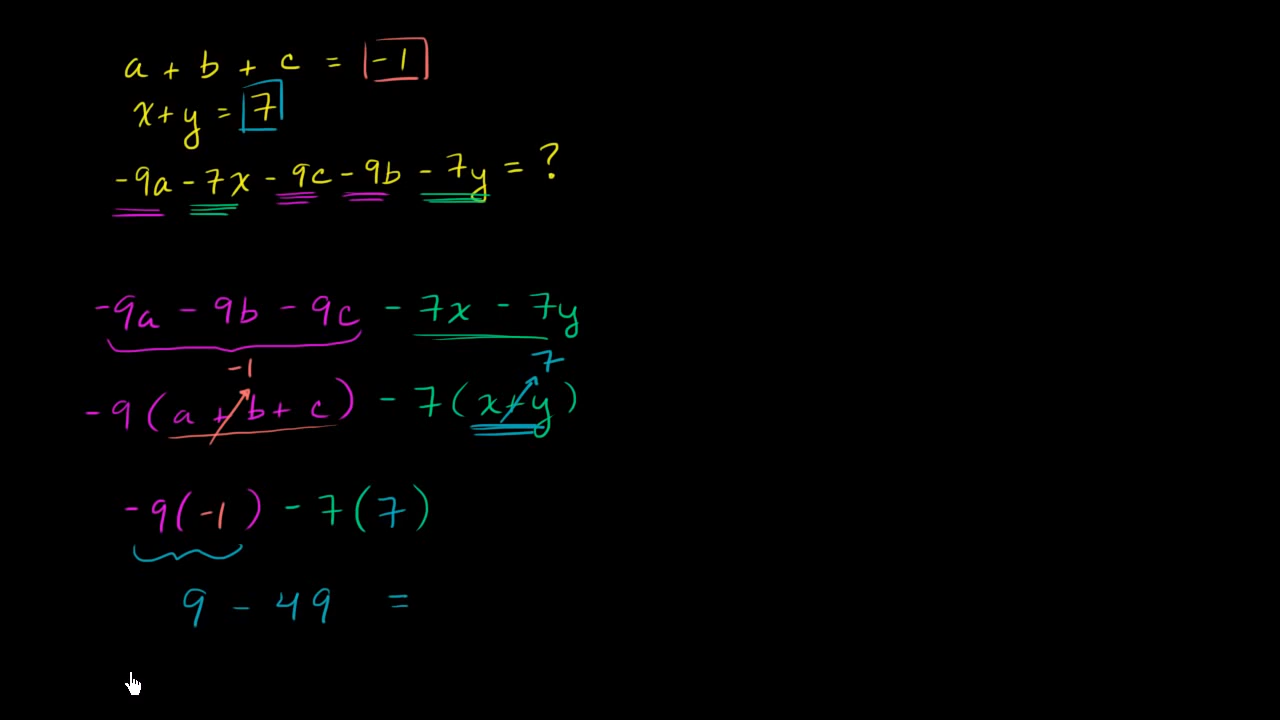 a + b + c = -1
x + y = 7
-9a - 7x - 9c - 9b - 7y = ?
-9a - 9b - 9c - 7x - 7y
-1 7
-9(a + b + c) - 7(x + y)
-9(-1) - 7(7)
9 - 49 =